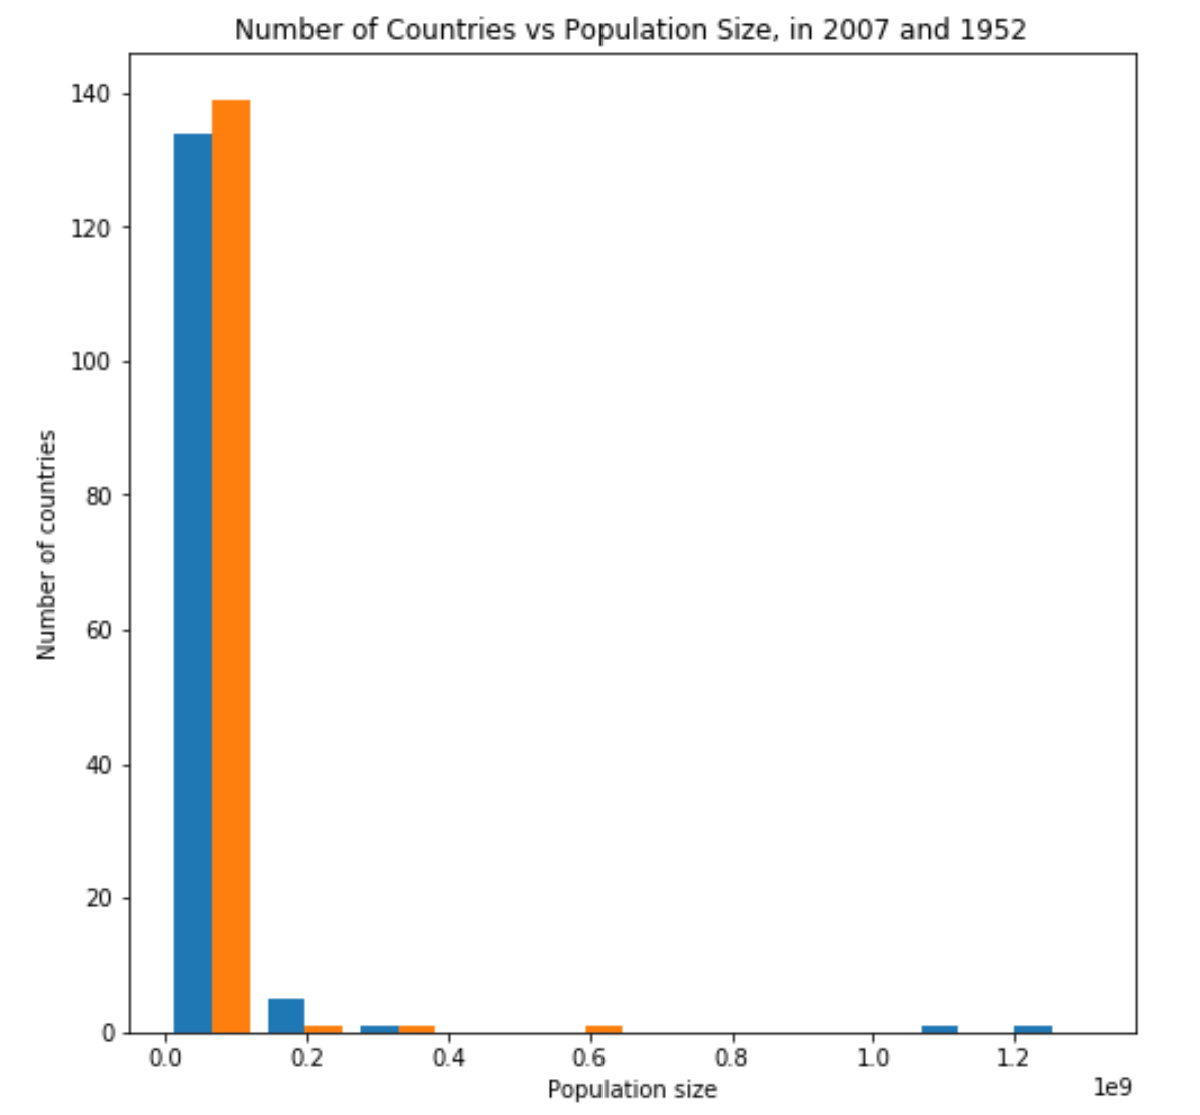 Number of Countries vs Population Size, in 2007 and 1952
140
120
100
80
60
40
20
0
Number of countries
0.0 0.2 0.4 0.6 0.8 1.0 1.2
Population size
1e9